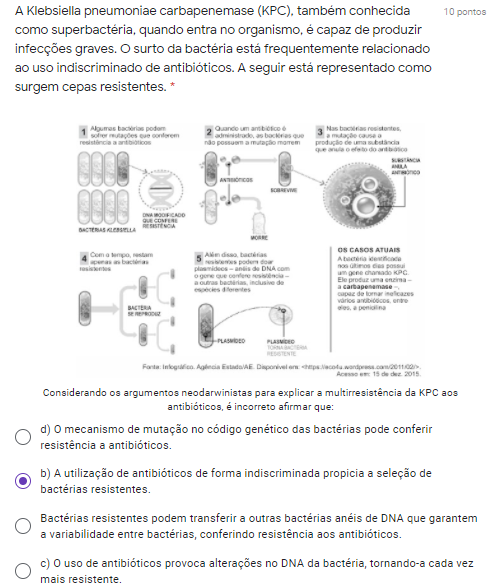 A Klebsiella pneumoniae carbapenemase (KPC), também conhecida
10 pontos
como superbactéria, quando entra no organismo, é capaz de produzir
infecções graves. O surto da bactéria está frequentemente relacionado
ao uso indiscriminado de antibióticos. A seguir está representado como
surgem cepas resistentes. *
1 Algumas bactérias podem
sofrer mutações que conferem
resistência a antibióticos
2 Quando um antibiótico é
administrado, as bactérias que
não possuem a mutação morrem
3 Nas bactérias resistentes,
a mutação causa a
produção de uma substância
que anula o efeito do antibiótico
SUBSTÂNCIA
ANULA
ANTIBIÓTICO
ANTIBIÓTICOS
SOBREVIVE
DNA MODIFICADO
QUE CONFERE
RESISTÊNCIA
BACTÉRIAS KLEBSIELLA
MORRE
4 Com o tempo, restam
apenas as bactérias
resistentes
5 Além disso, bactérias
resistentes podem doar
plasmídeos – anéis de DNA com
o gene que confere resistência –
a outras bactérias, inclusive de
espécies diferentes
OS CASOS ATUAIS
A bactéria identificada
nos últimos dias possui
um gene chamado KPC.
Ele produz uma enzima –
a carbapenemase –,
capaz de tornar ineficazes
vários antibióticos, entre
eles, a penicilina
BACTÉRIA
SE REPRODUZ
PLASMÍDEO
PLASMÍDEO
TORNA BACTÉRIA
RESISTENTE
Fonte: Infográfico. Agência Estado/AE. Disponível em: <https://aco4u.wordpress.com/2011/02/>.
Acesso em: 15 de dez. 2015.
Considerando os argumentos neodarwinistas para explicar a multirresistência da KPC aos
antibióticos, é incorreto afirmar que:
d) O mecanismo de mutação no código genético das bactérias pode conferir
resistência a antibióticos.
b) A utilização de antibióticos de forma indiscriminada propicia a seleção de
bactérias resistentes.
Bactérias resistentes podem transferir a outras bactérias anéis de DNA que garantem
a variabilidade entre bactérias, conferindo resistência aos antibióticos.
c) O uso de antibióticos provoca alterações no DNA da bactéria, tornando-a cada vez
mais resistente.